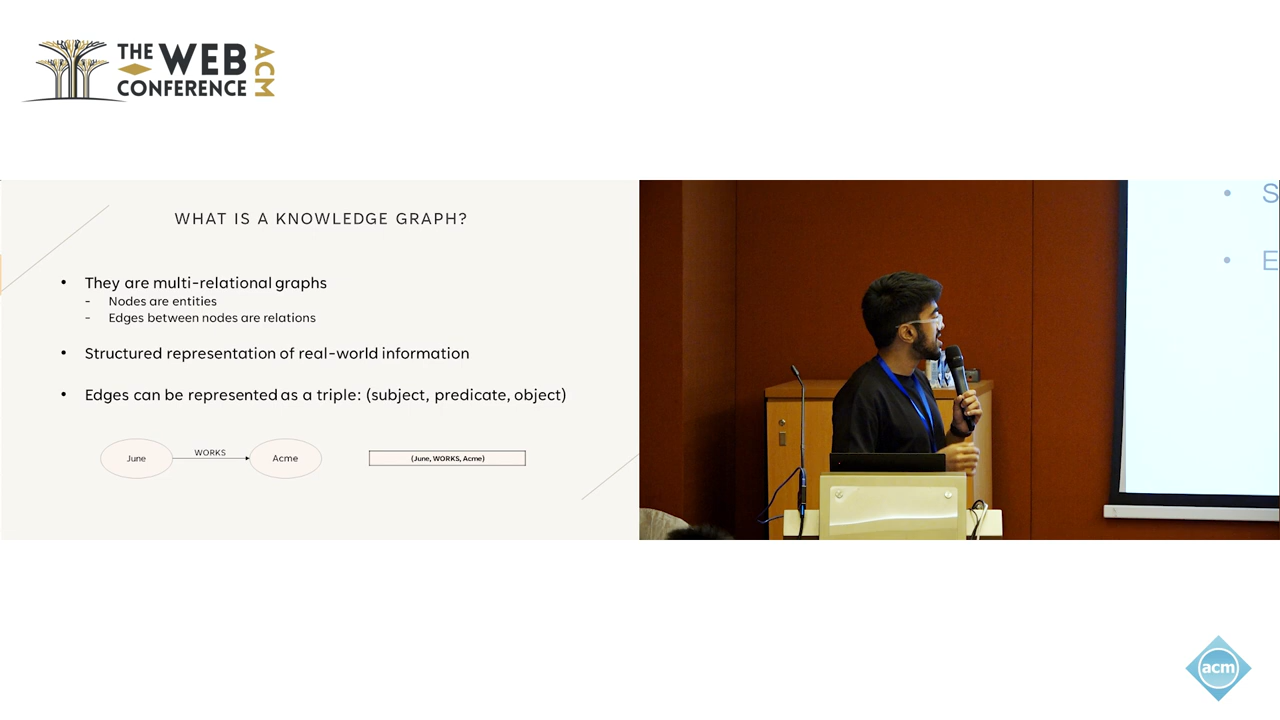 THE WEB
CONFERENCE
ACM
WHAT IS A KNOWLEDGE GRAPH?
• They are multi-relational graphs
- Nodes are entities
- Edges between nodes are relations
• Structured representation of real-world information
• Edges can be represented as a triple: (subject, predicate, object)
June
WORKS
Acme
(June, WORKS, Acme)
• S
• E
acm